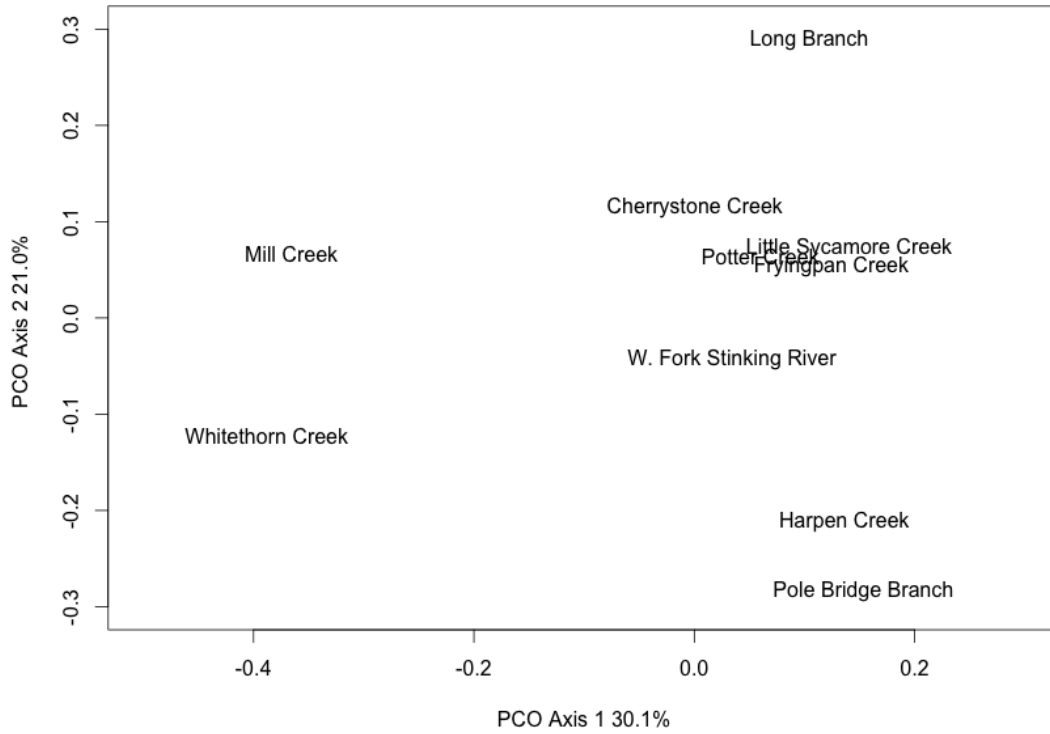 Long Branch
Cherrystone Creek
Little Sycamore Creek
Mill Creek
Potter Creek
Fryingpan Creek
W. Fork Stinking River
Whitethorn Creek
Harpen Creek
Pole Bridge Branch
0.3
0.2
0.1
0.0
-0.1
-0.2
-0.3
PCO Axis 2 21.0%
-0.4
-0.2
0.0
0.2
PCO Axis 1 30.1%